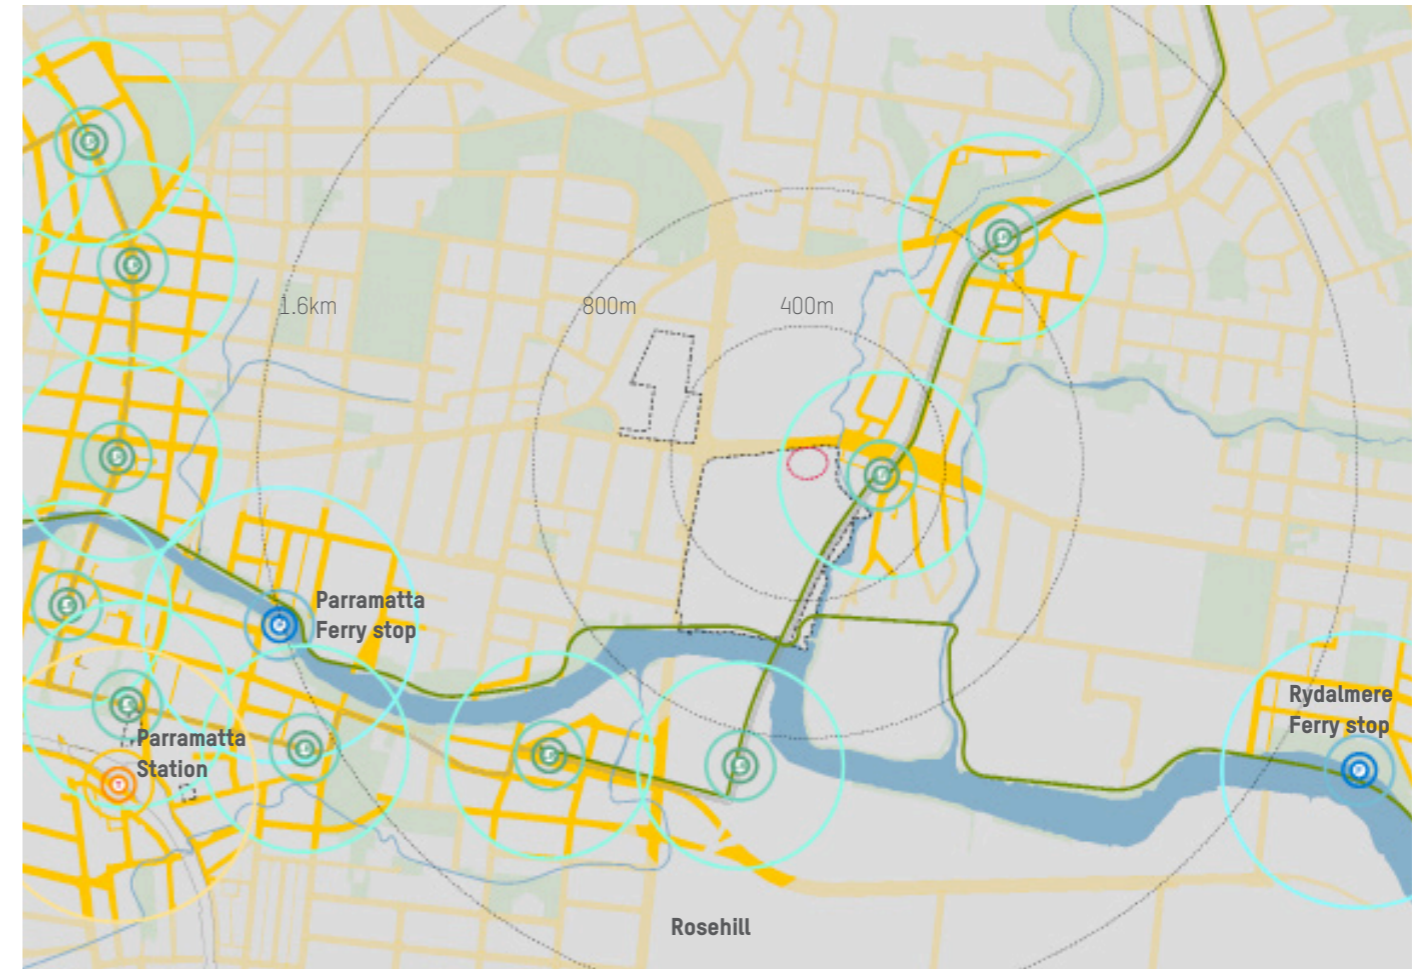 1.6km
800m
400m
Parramatta
Ferry stop
Rydalmere
Ferry stop
Parramatta
Station
Rosehill